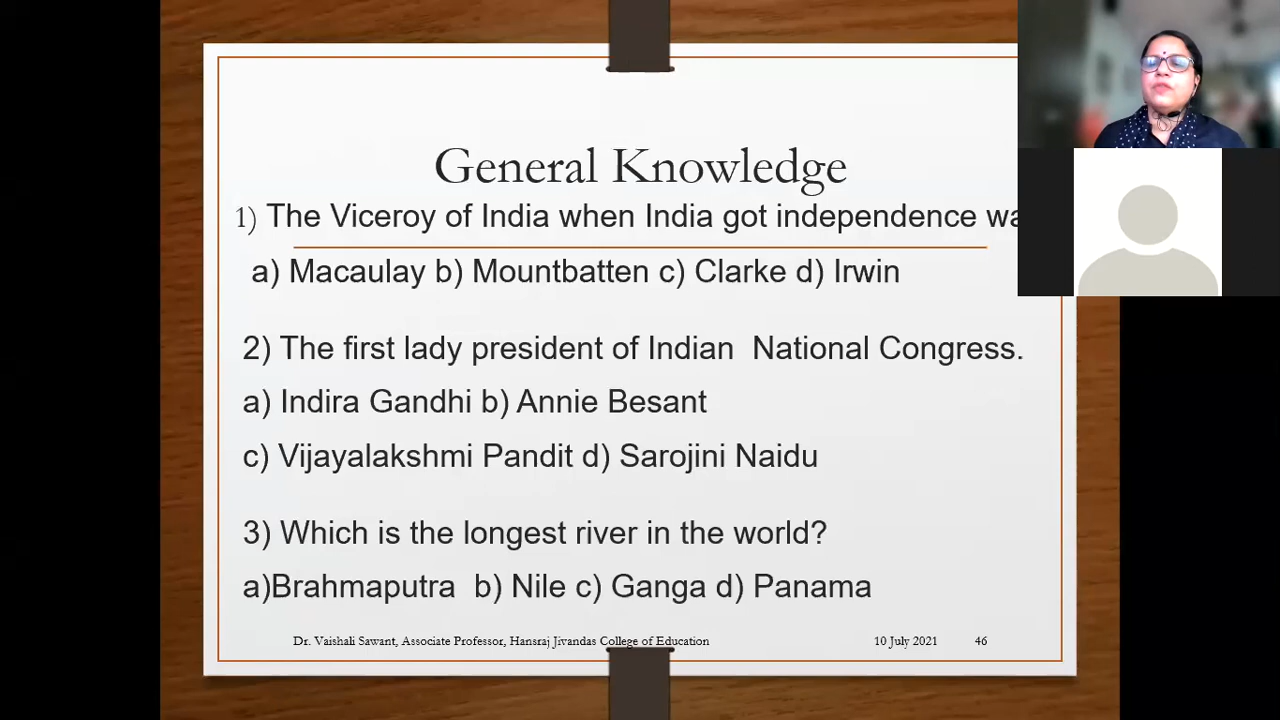 General Knowledge
1) The Viceroy of India when India got independence wa
a) Macaulay b) Mountbatten c) Clarke d) Irwin
2) The first lady president of Indian  National Congress.
a) Indira Gandhi b) Annie Besant
c) Vijayalakshmi Pandit d) Sarojini Naidu
3) Which is the longest river in the world?
a)Brahmaputra  b) Nile c) Ganga d) Panama
Dr. Vaishali Sawant, Associate Professor, Hansraj Jivandas College of Education 10 July 2021 46